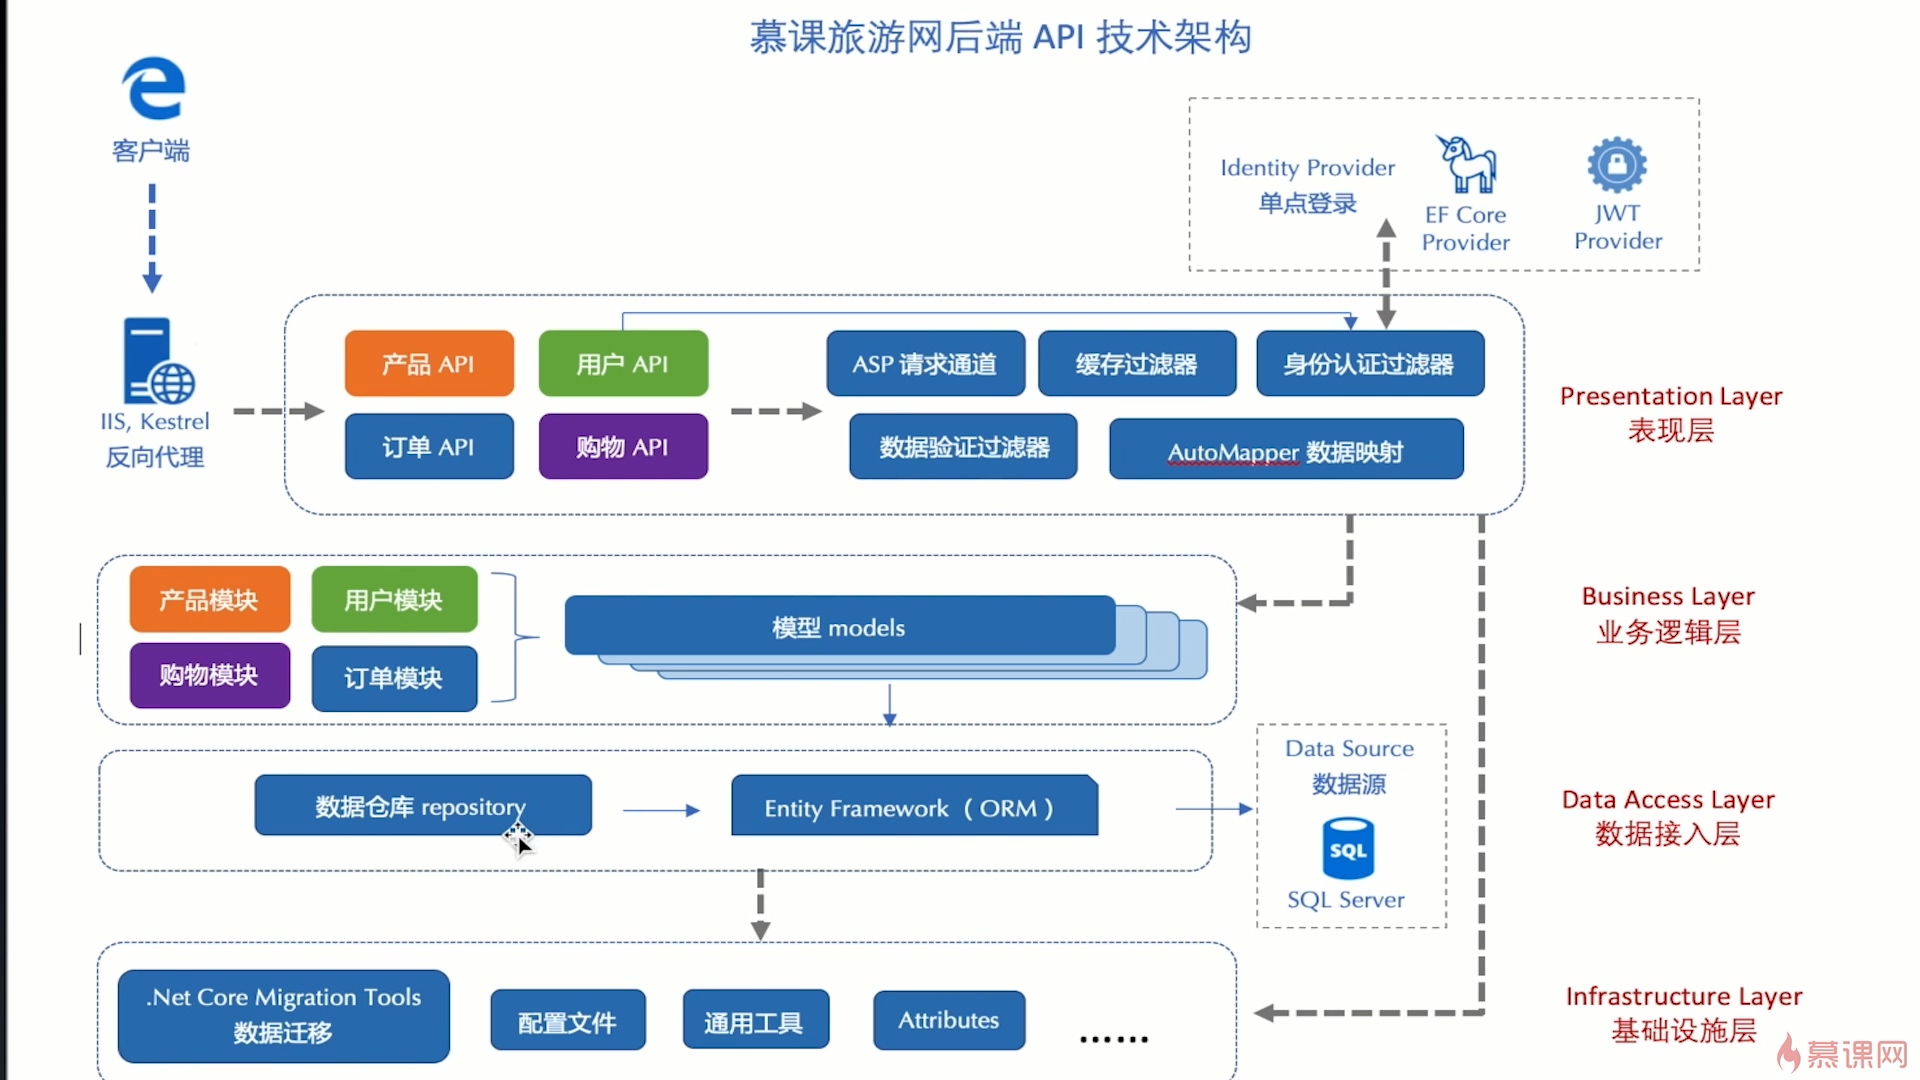 慕课旅游网后端 API 技术架构
客户端
Identity Provider
单点登录
EF Core
Provider
JWT
Provider
IIS, Kestrel
反向代理
产品 API
用户 API
ASP 请求通道
缓存过滤器
身份认证过滤器
订单 API
购物 API
数据验证过滤器
AutoMapper 数据映射
Presentation Layer
表现层
产品模块
用户模块
购物模块
订单模块
模型 models
Business Layer
业务逻辑层
数据仓库 repository
Entity Framework（ORM）
Data Source
数据源
SQL
SQL Server
Data Access Layer
数据接入层
.Net Core Migration Tools
数据迁移
配置文件
通用工具
Attributes
......
Infrastructure Layer
基础设施层
慕课网